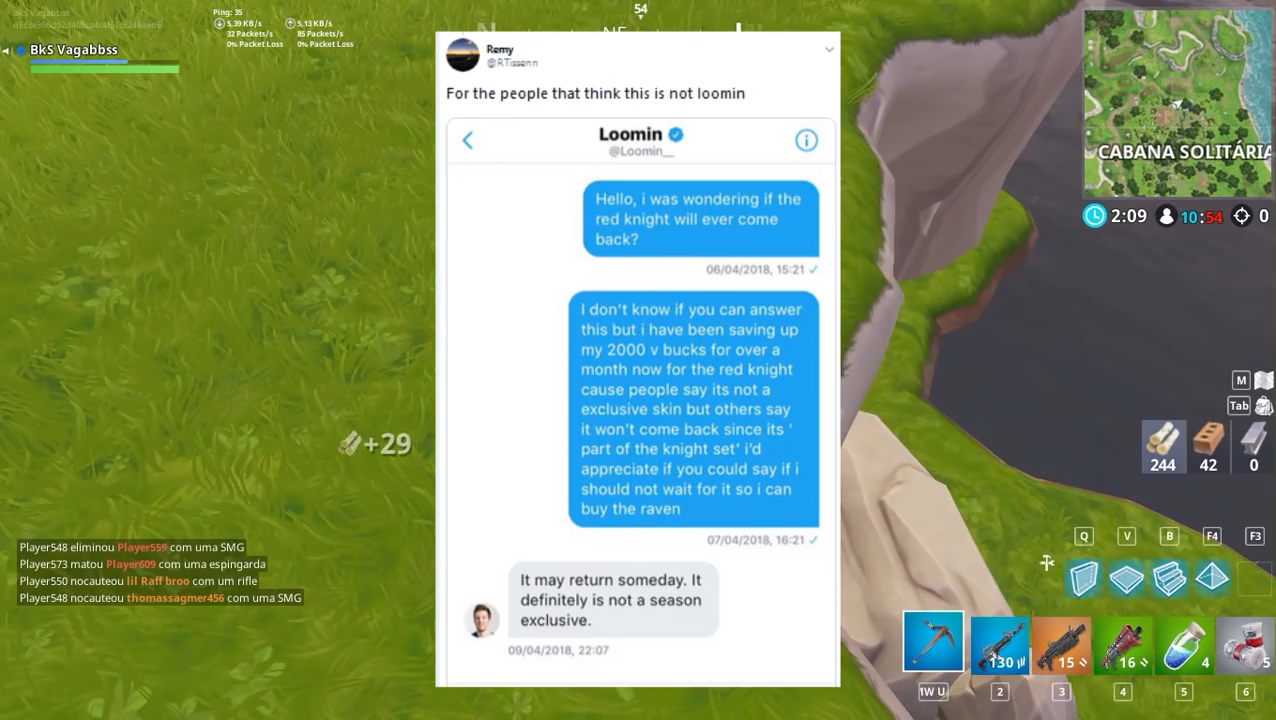 54
Ping: 35
5,39 KB/s
5,13 KB/s
32 Packets/s
85 Packets/s
0% Packet Loss
0% Packet Loss
BkS Vagabbss
NE
Remy
@RTissann
For the people that think this is not loomin
Loomin
@Loomin__
Hello, i was wondering if the
red knight will ever come
back?
06/04/2018, 15:21
I don't know if you can answer
this but i have been saving up
my 2000 v bucks for over a
month now for the red knight
cause people say its not a
exclusive skin but others say
it won't come back since its '
part of the knight set' i'd
appreciate if you could say if i
should not wait for it so i can
buy the raven
07/04/2018, 16:21
It may return someday. It
definitely is not a season
exclusive.
09/04/2018, 22:07
CABANA SOLITÁRIA
2:09
10:54
0
+29
M
Tab
244
42
0
Player548 eliminou Player559 com uma SMG
Player573 matou Player609 com uma espingarda
Player550 nocauteou lil Raff broo com um rifle
Player548 nocauteou thomassagmer456 com uma SMG
Q
V
B
F4
F3
130
15
16
4
5
1W U
2
3
4
5
6